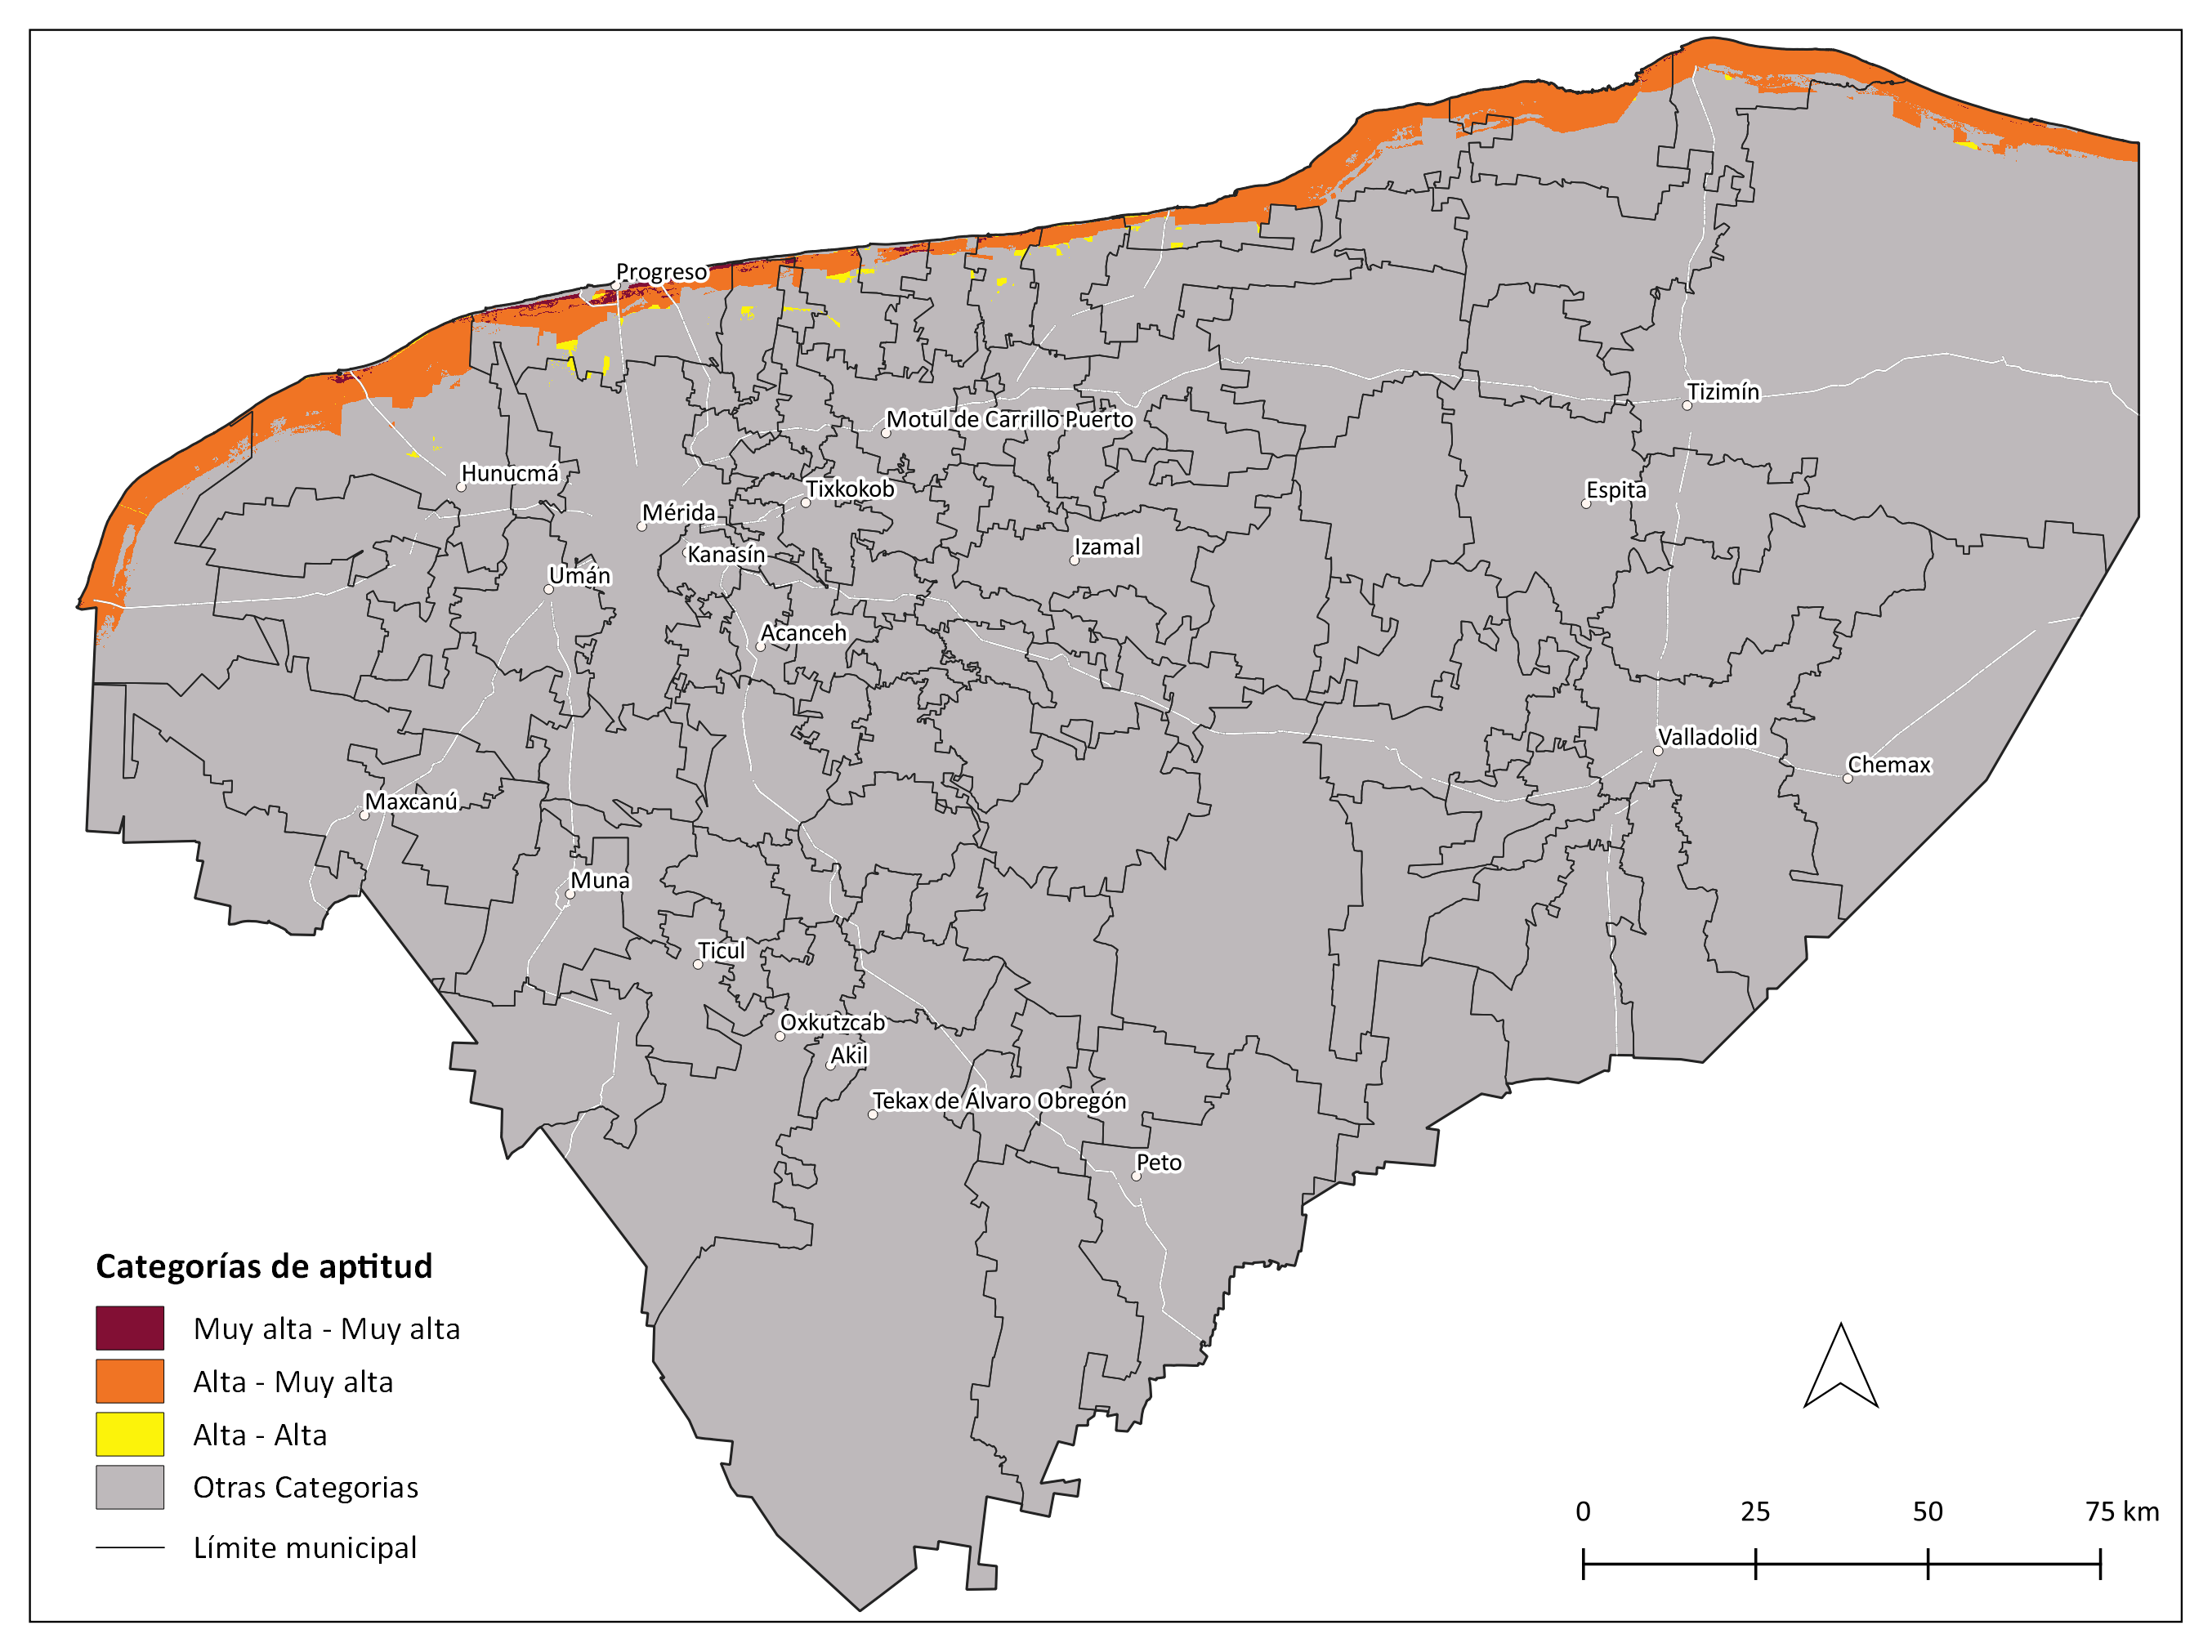 Progreso
Tizimín
Motul de Carrillo Puerto
Hunucmá
Tixkokob
Espita
Mérida
Kanasín
Izamal
Umán
Acanceh
Valladolid
Chemax
Maxcanú
Muna
Ticul
Oxkutzcab
Akil
Tekax de Álvaro Obregón
Peto
Categorías de aptitud
Muy alta - Muy alta
Alta - Muy alta
Alta - Alta
Otras Categorias
Límite municipal
0 25 50 75 km